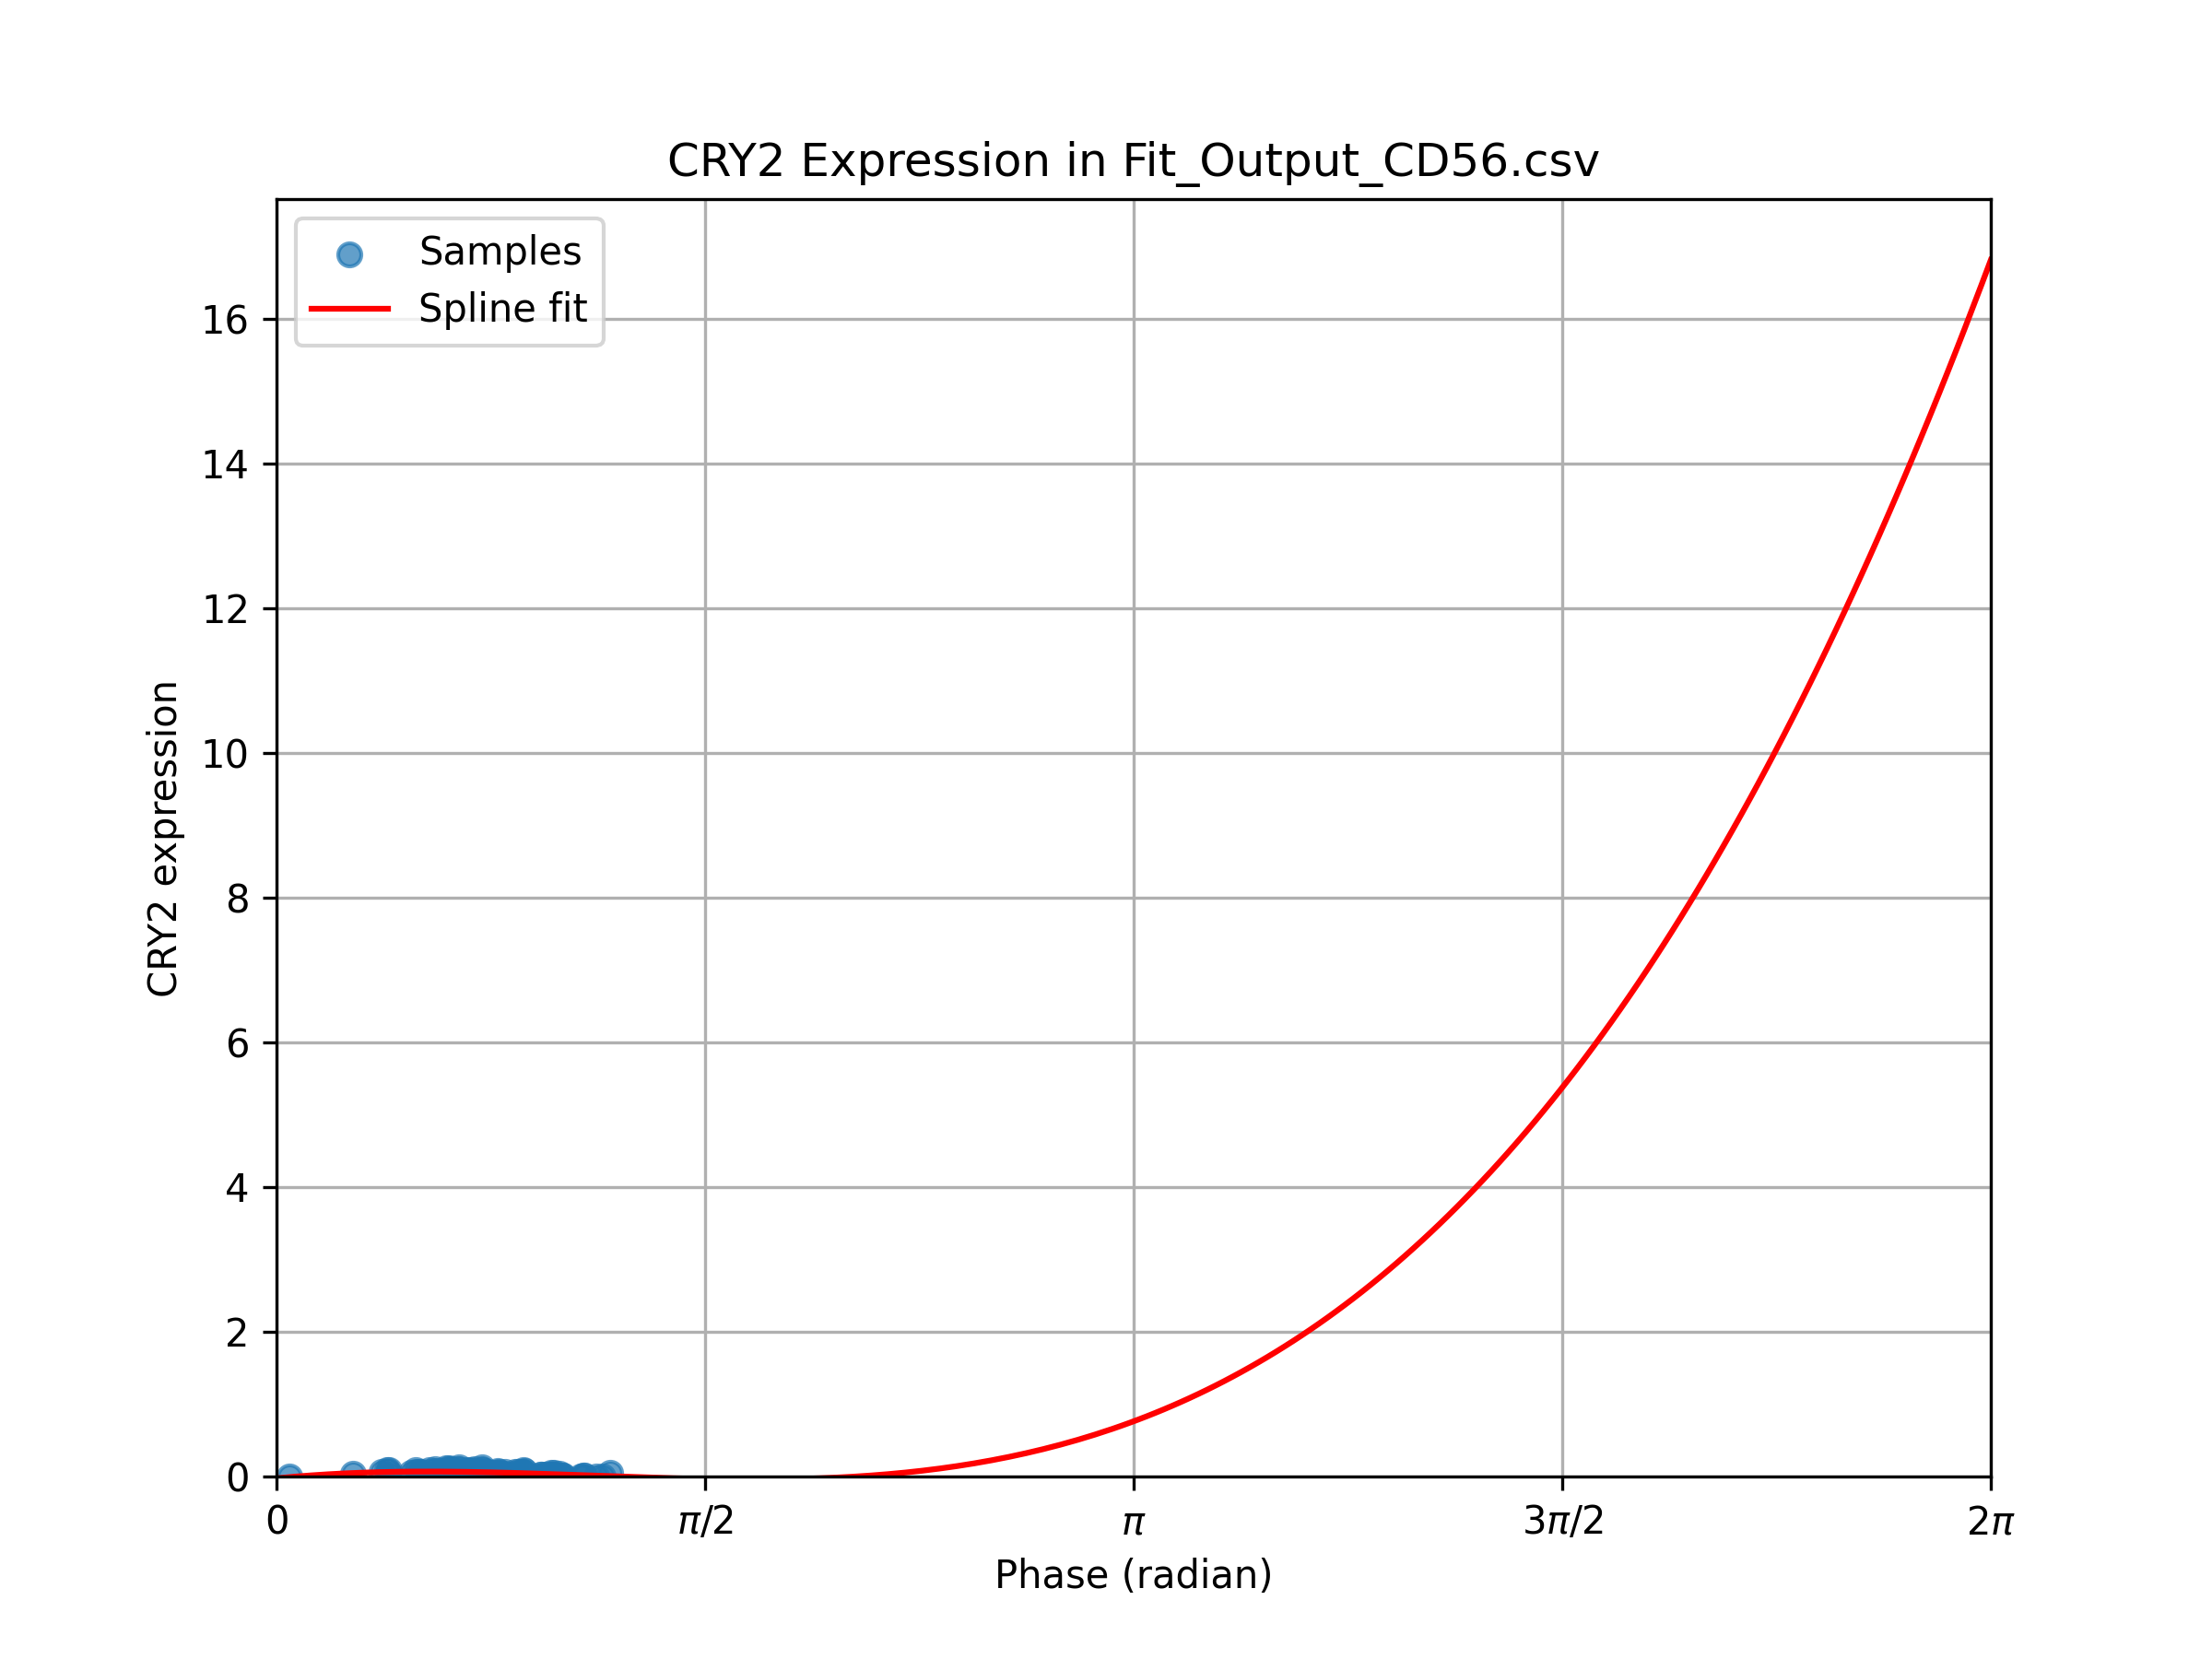 CRY2 Expression in Fit_Output_CD56.csv
Samples
Spline fit
16
14
12
10
8
6
4
2
0
CRY2 expression
0 π/2 π 3π/2 2π
Phase (radian)